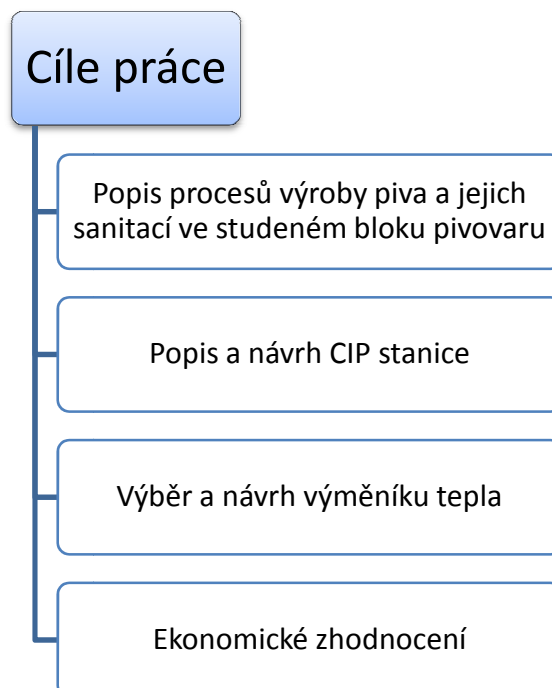 Cíle práce
Popis procesů výroby piva a jejich
sanitací ve studeném bloku pivovaru
Popis a návrh CIP stanice
Výběr a návrh výměníku tepla
Ekonomické zhodnocení